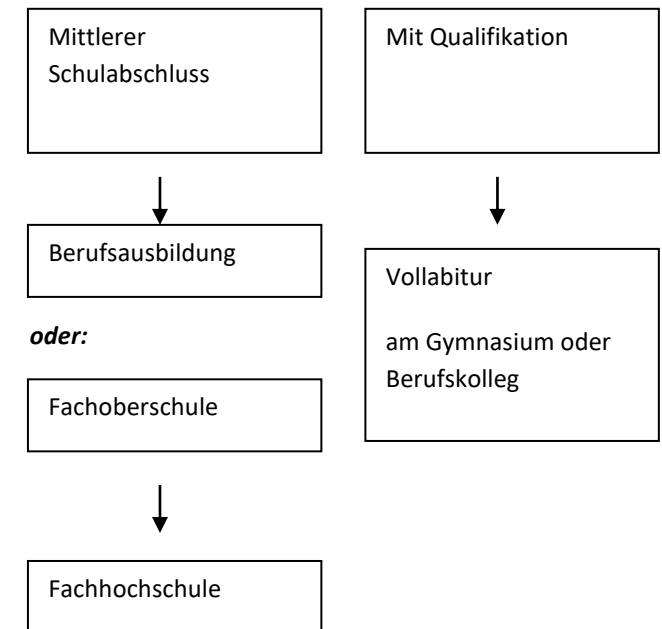 Mittlerer
Schulabschluss
Berufsausbildung
oder:
Fachoberschule
Fachhochschule
Mit Qualifikation
Vollabitur
am Gymnasium oder
Berufskolleg